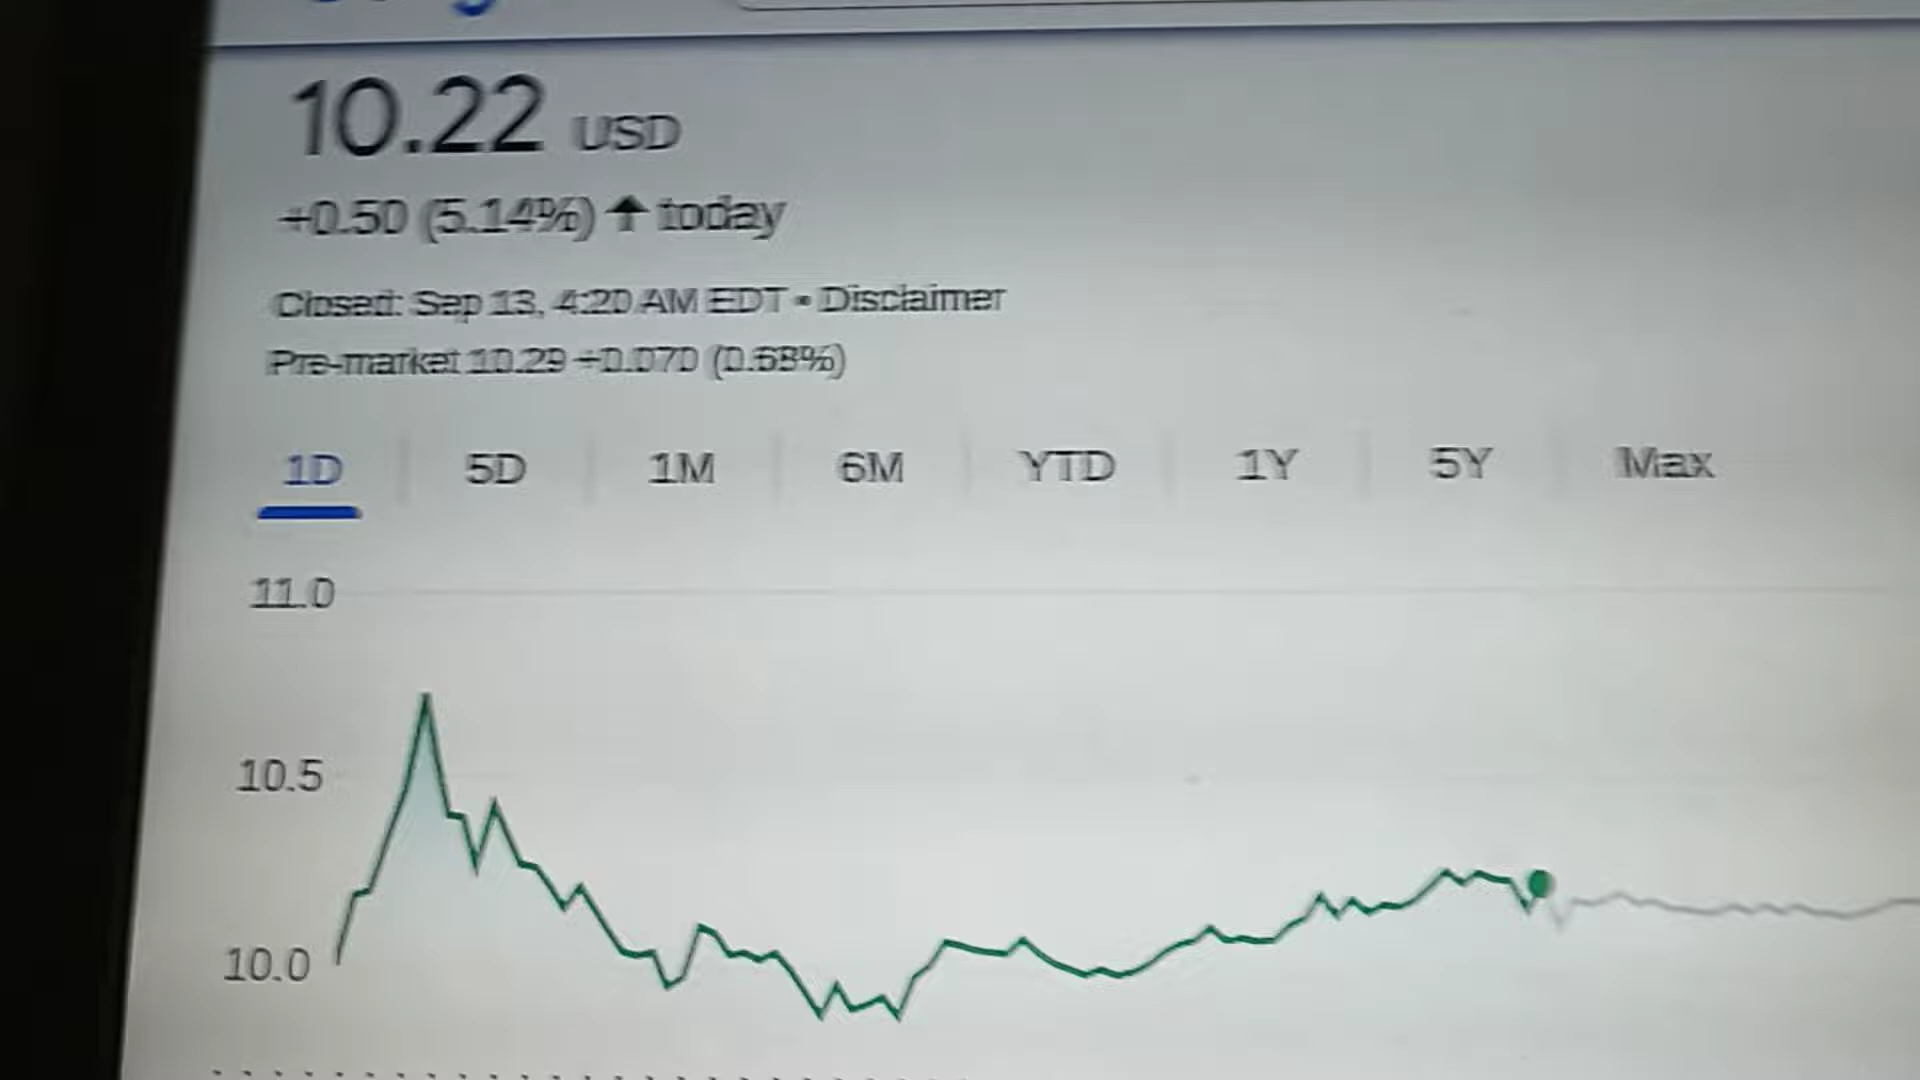 10.22 USD
+0.50 (5.14%) ↑ today
Closed: Sep 13, 4:20 AM EDT • Disclaimer
Pre-market 10.29 +0.070 (0.68%)
1D 5D 1M 6M YTD 1Y 5Y Max
11.0
10.5
10.0